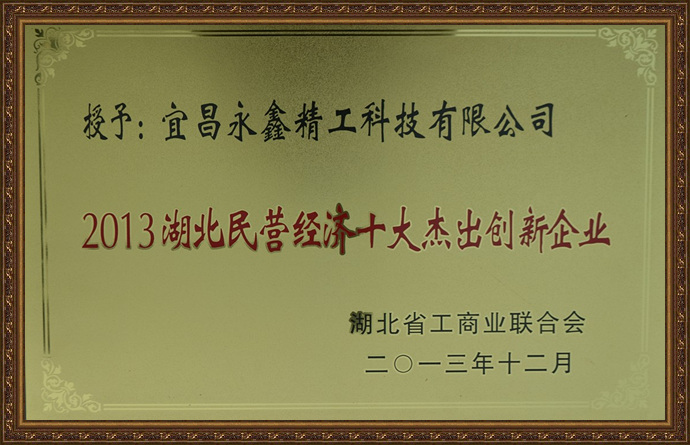 授予：宜昌永鑫精工科技有限公司
2013湖北民营经济十大杰出创新企业
湖北省工商业联合会
二〇一三年十二月